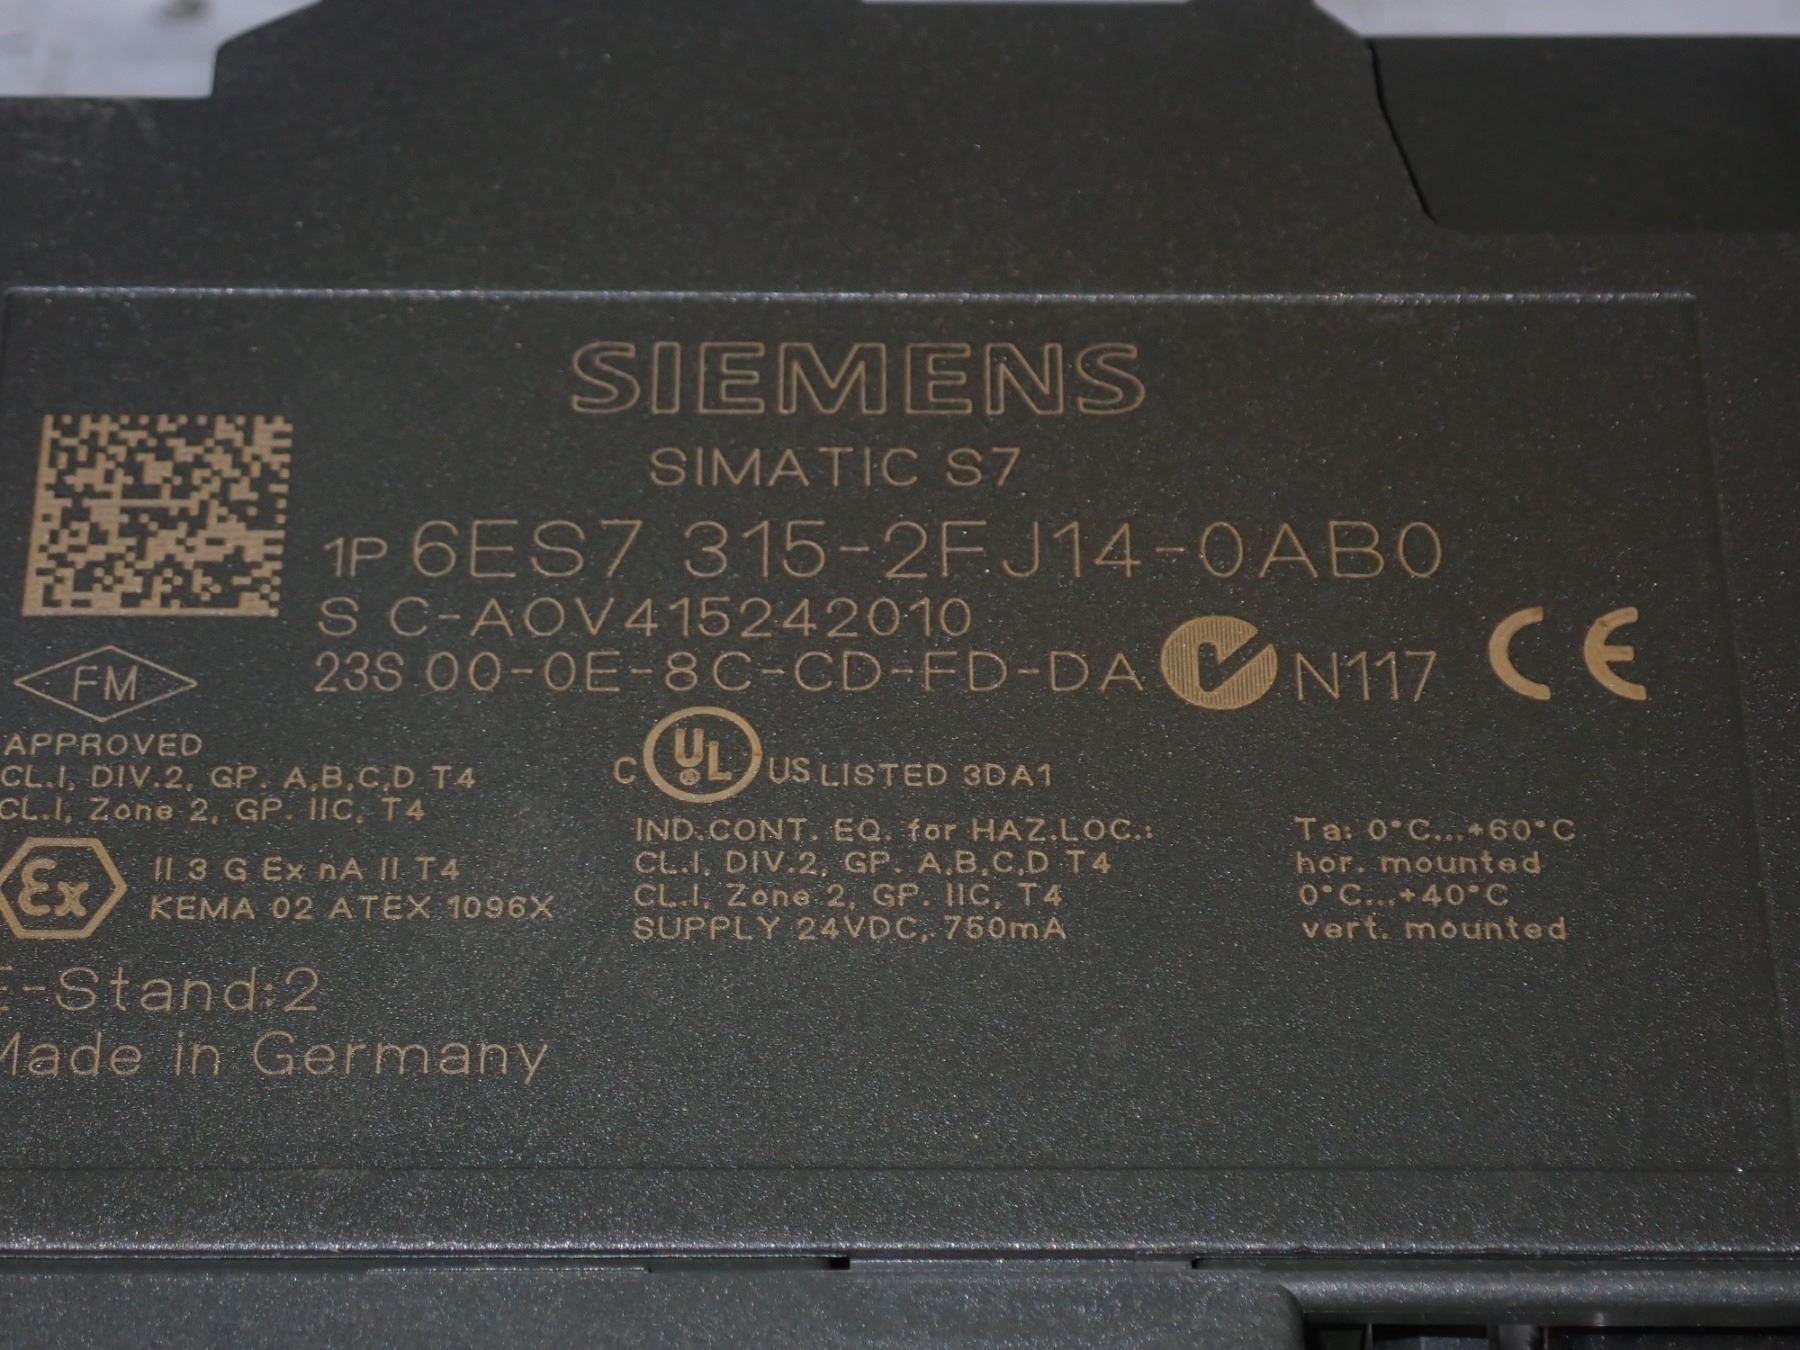 SIEMENS
SIMATIC S7
1P 6ES7 315-2FJ14-0AB0
S C-AOV415242010
23S 00-0E-8C-CD-FD-DA N117 CE
FM
APPROVED
CL.I, DIV.2, GP. A,B,C,D T4
CL.I, Zone 2, GP. IIC, T4
C UL US LISTED 3DA1
IND.CONT. EQ. for HAZ.LOC.:
CL.I, DIV.2, GP. A,B,C,D T4
CL.I, Zone 2, GP. IIC, T4
SUPPLY 24VDC, 750mA
Ta: 0°C...+60°C
hor. mounted
0°C...+40°C
vert. mounted
Ex II 3 G Ex nA II T4
KEMA 02 ATEX 1096X
E-Stand:2
Made in Germany